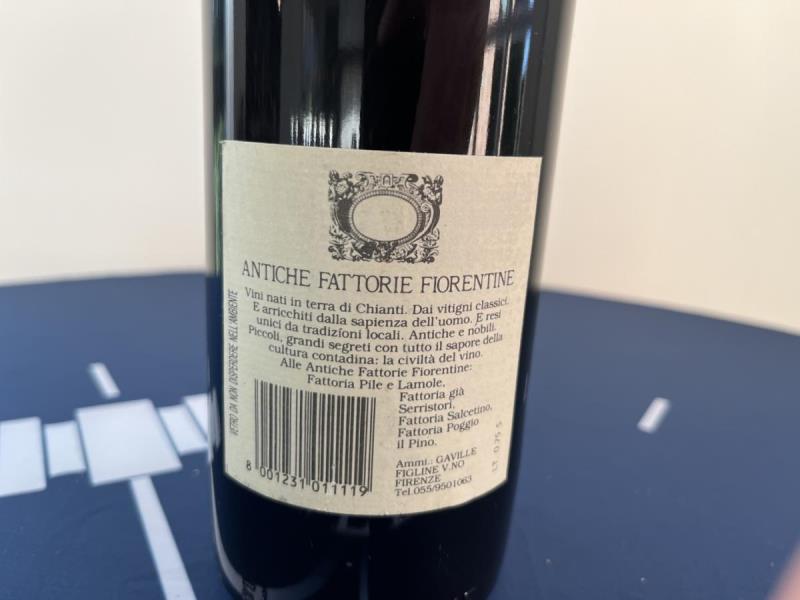 ANTICHE FATTORIE FIORENTINE
Vini nati in terra di Chianti. Dai vitigni classici.
E arricchiti dalla sapienza dell'uomo. E resi
unici da tradizioni locali. Antiche e nobili.
Piccoli, grandi segreti con tutto il sapore della
cultura contadina: la civiltà del vino.
Alle Antiche Fattorie Fiorentine:
Fattoria Pile e Lamole,
Fattoria già
Serristori,
Fattoria Salcetino,
Fattoria Poggio
il Pino.
Ammi.: GAVILLE
FIGLINE V.NO
FIRENZE
Tel.055/9501063
8 001231 011119
VETRO DA NON DISPERDERE NELL'AMBIENTE
LT. 0,75 S